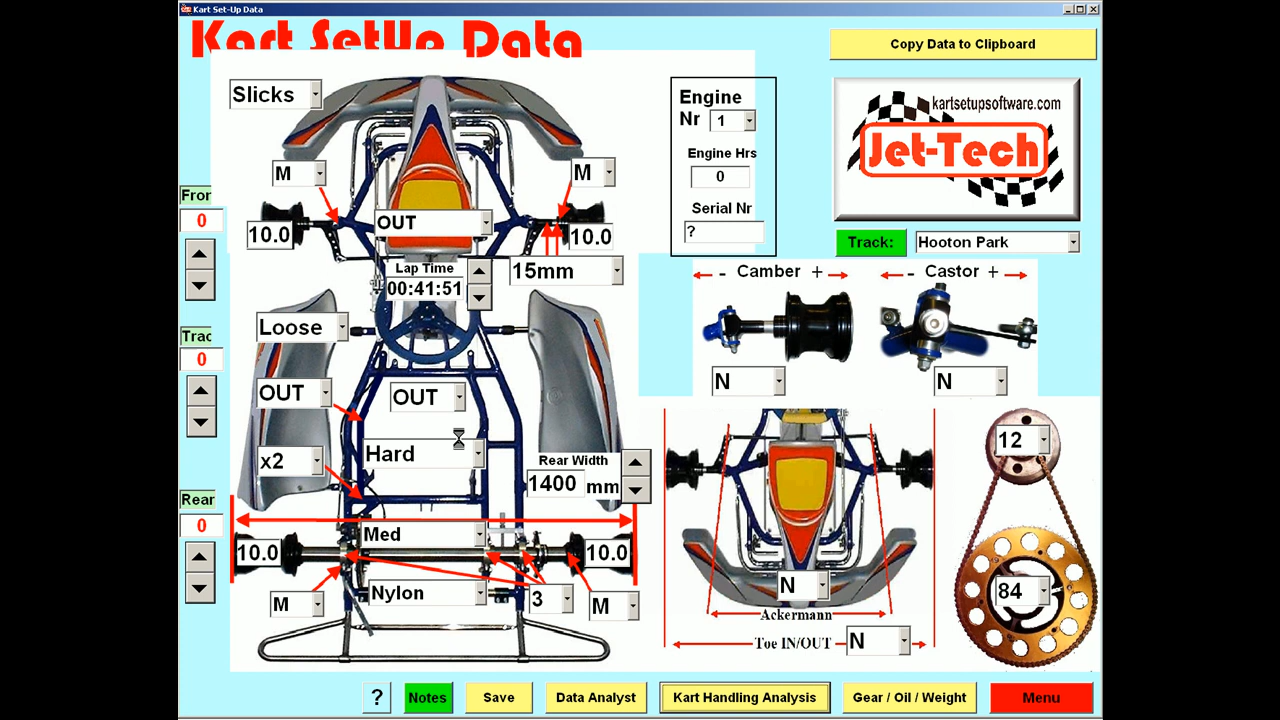 Kart Set-Up Data
Kart SetUp Data
Copy Data to Clipboard
Slicks
Engine
Nr 1
Engine Hrs
0
Serial Nr
?
kartsetupsoftware.com
Jet-Tech
M
M
Fron
0
10.0
OUT
10.0
Track:
Hooton Park
Lap Time
00:41:51
15mm
- Camber +
- Castor +
Loose
Trac
0
N
N
OUT
OUT
x2
Hard
Rear Width
1400 mm
12
Rear
0
Med
10.0
10.0
M
Nylon
3
M
N
84
Ackermann
Toe IN/OUT
N
?
Notes
Save
Data Analyst
Kart Handling Analysis
Gear / Oil / Weight
Menu